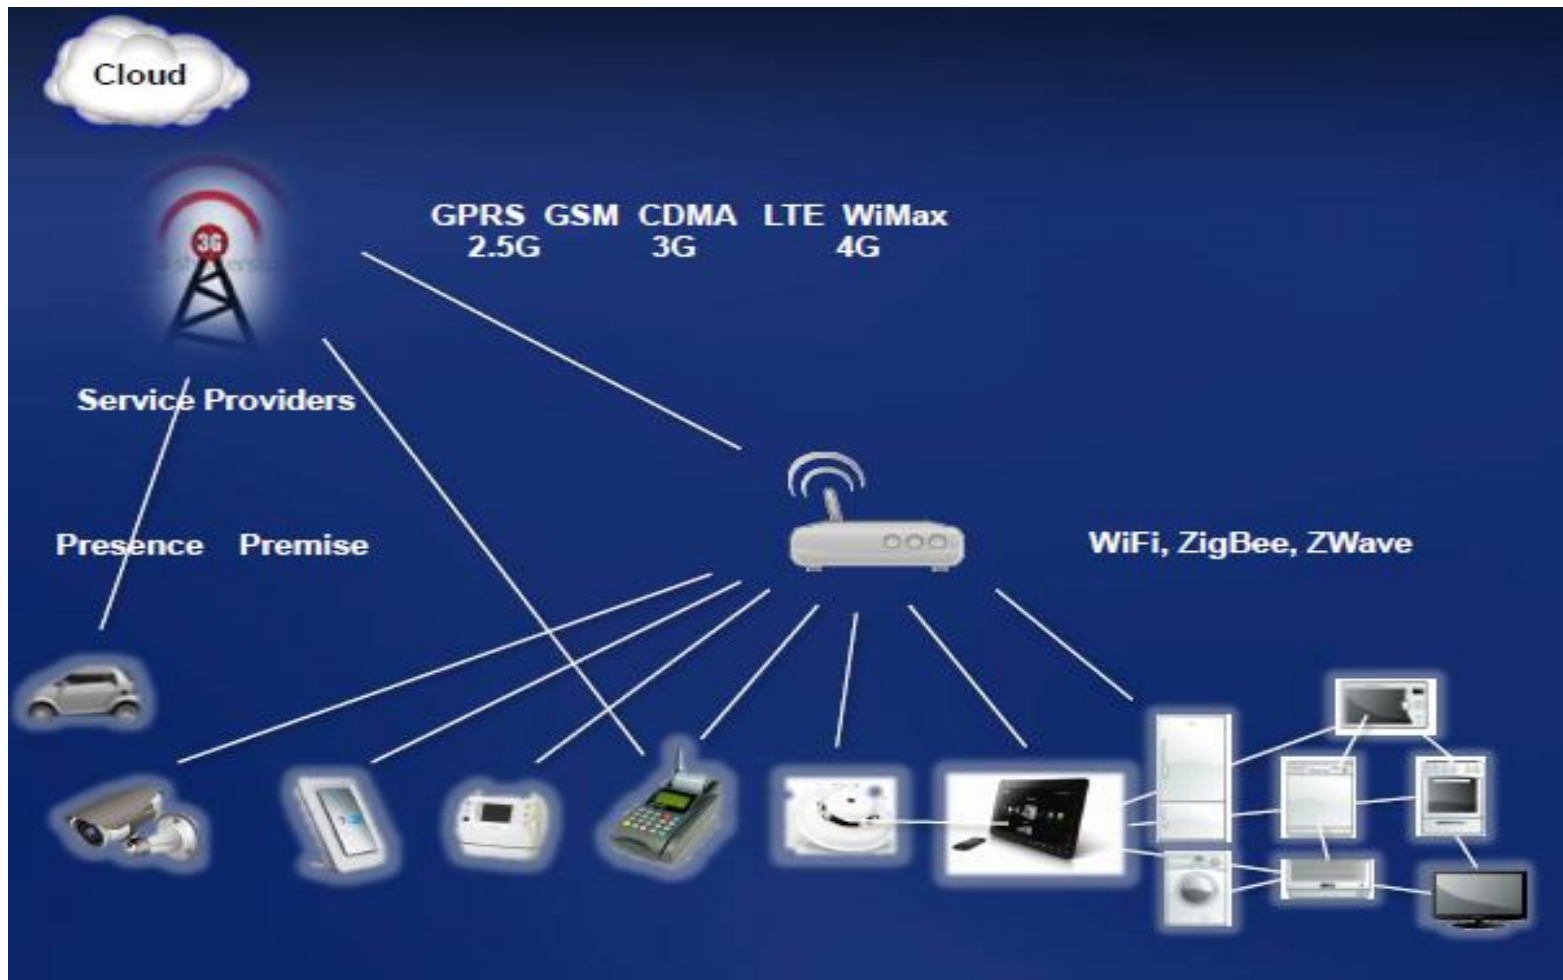 Cloud
3G
GPRS GSM CDMA LTE WiMax
2.5G 3G 4G
Service Providers
Presence Premise
WiFi, ZigBee, ZWave